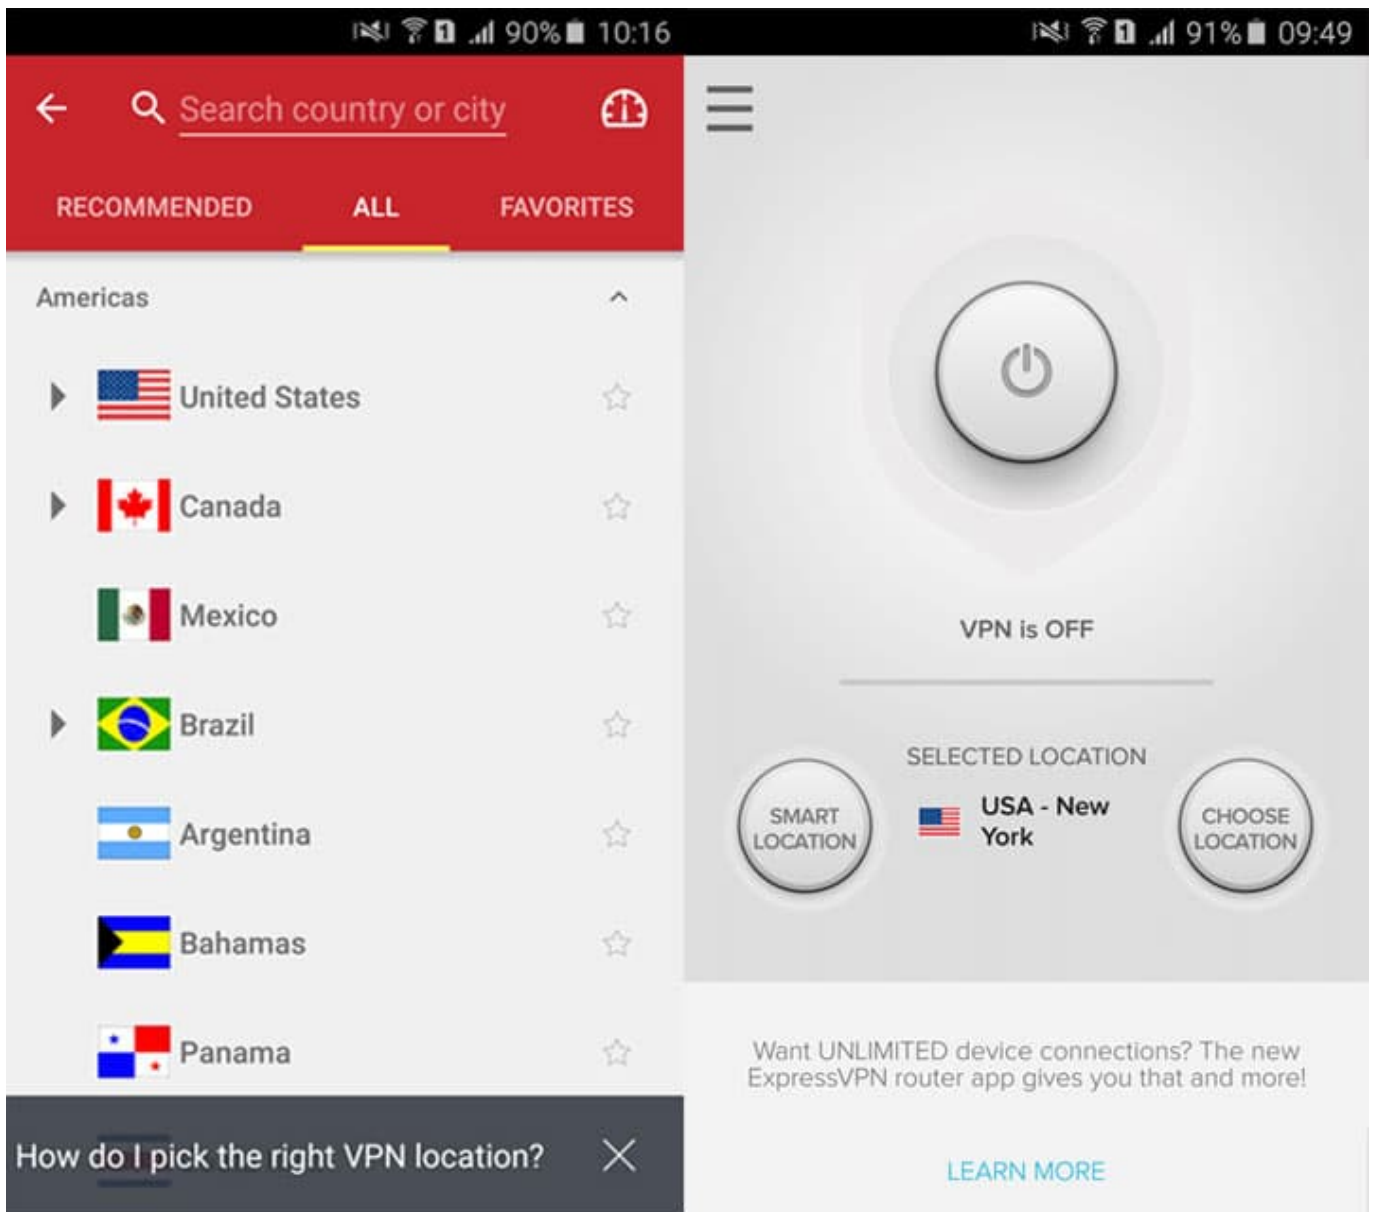 90% 10:16
Search country or city
RECOMMENDED ALL FAVORITES
Americas
United States
Canada
Mexico
Brazil
Argentina
Bahamas
Panama
How do I pick the right VPN location?
1 91% 09:49
VPN is OFF
SELECTED LOCATION
SMART
LOCATION
USA - New
York
CHOOSE
LOCATION
Want UNLIMITED device connections? The new
ExpressVPN router app gives you that and more!
LEARN MORE